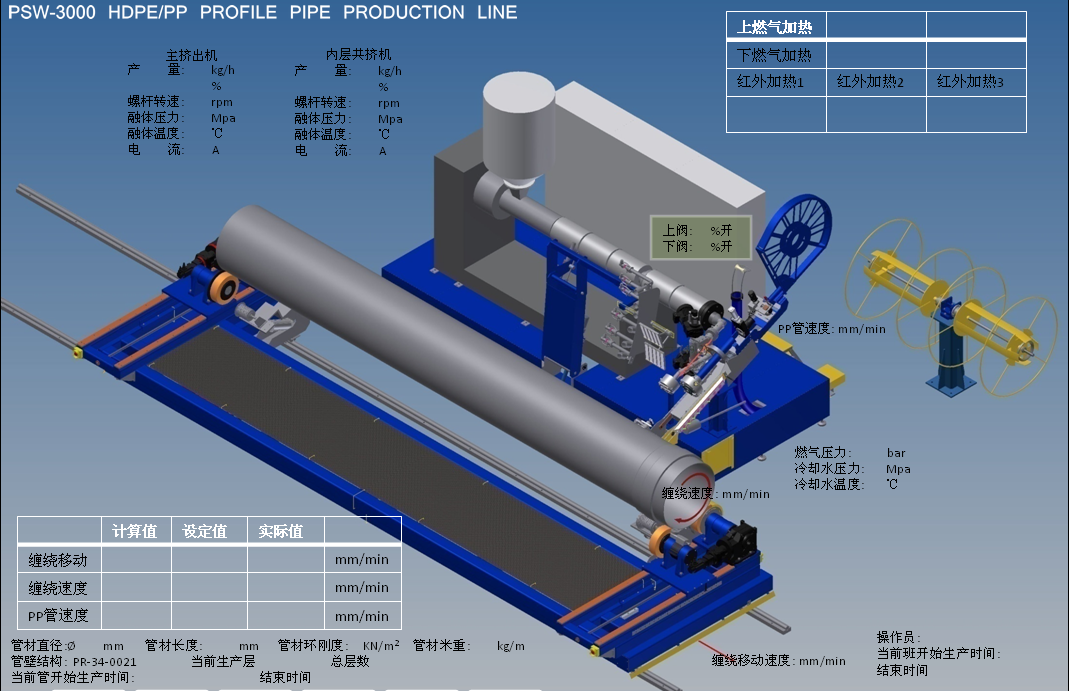 PSW-3000 HDPE/PP PROFILE PIPE PRODUCTION LINE
上燃气加热
下燃气加热
红外加热1 红外加热2 红外加热3
主挤出机
产 量: kg/h
%
螺杆转速: rpm
融体压力: Mpa
融体温度: ℃
电 流: A
内层共挤机
产 量: kg/h
%
螺杆转速: rpm
融体压力: Mpa
融体温度: ℃
电 流: A
上阀: %开
下阀: %开
PP管速度: mm/min
燃气压力: bar
冷却水压力: Mpa
冷却水温度: ℃
缠绕速度: mm/min
计算值 设定值 实际值
缠绕移动 mm/min
缠绕速度 mm/min
PP管速度 mm/min
管材直径:Ø mm 管材长度: mm 管材环刚度: KN/m² 管材米重: kg/m
管壁结构: PR-34-0021 当前生产层 总层数
当前管开始生产时间: 结束时间
缠绕移动速度: mm/min
操作员:
当前班开始生产时间:
结束时间